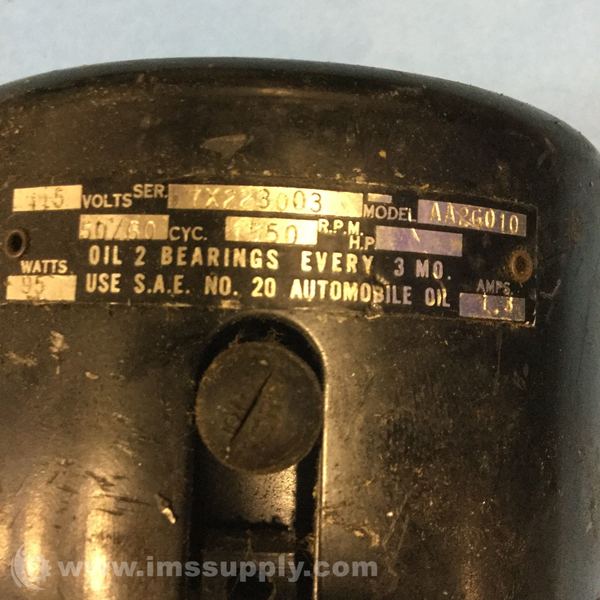 115 VOLTS SER. 7X223003 MODEL AA2G010
50/60 CYC. 1550 R.P.M. H.P.
OIL 2 BEARINGS EVERY 3 MO.
WATTS 95 USE S.A.E. NO. 20 AUTOMOBILE OIL AMPS. 1.3
OIL
www.imssupply.com